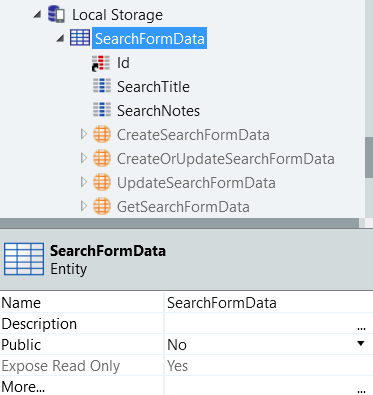 Local Storage
SearchFormData
Id
SearchTitle
SearchNotes
CreateSearchFormData
CreateOrUpdateSearchFormData
UpdateSearchFormData
GetSearchFormData
SearchFormData
Entity
Name SearchFormData
Description ...
Public No
Expose Read Only Yes
More... ...